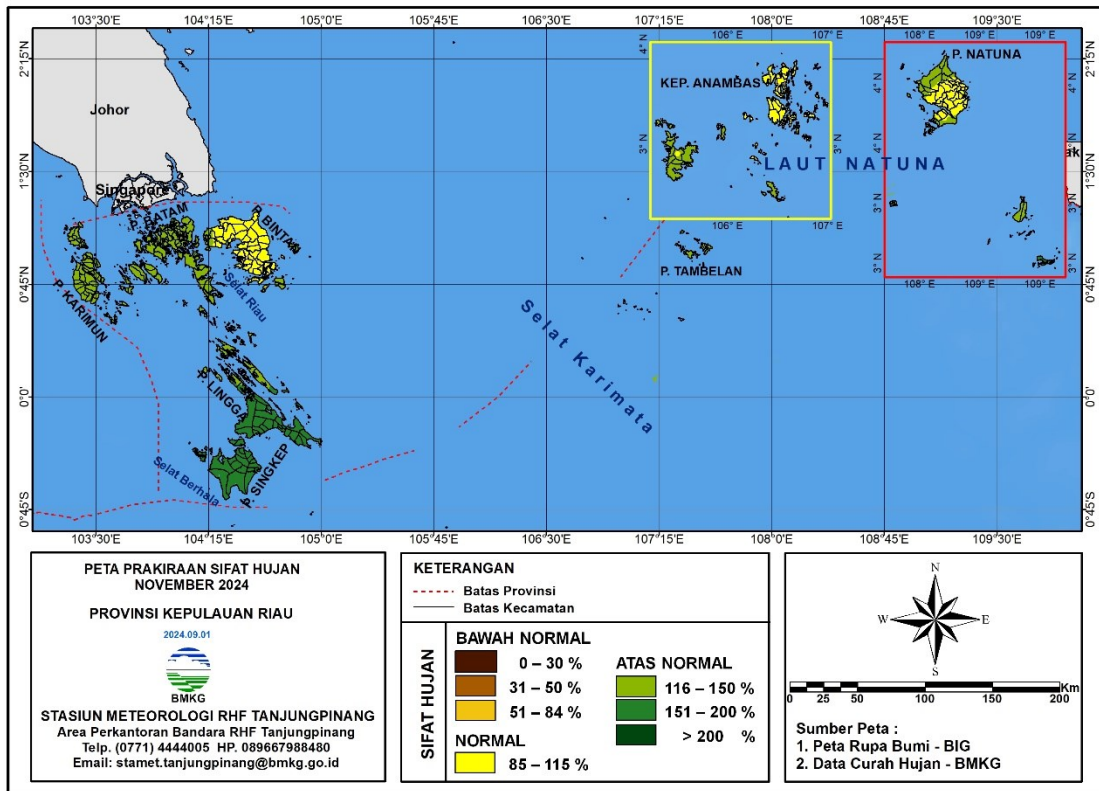 103°30'E 104°15'E 105°0'E 105°45'E 106°30'E 107°15'E 108°0'E 108°45'E 109°30'E
2°15'N
1°30'N
0°45'N
0°0'
0°45'S
2°15'N
1°30'N
0°45'N
0°0'
0°45'S
Johor
Singapore
P. BATAM
P. BINTAN
P. KARIMUN
Selat Riau
P. LINGGA
P. SINGKEP
Selat Berhala
Selat Karimata
P. TAMBELAN
LAUT NATUNA
106° E 107° E
4° N
KEP. ANAMBAS
3° N 3° N
106° E 107° E
108° E 109° E 109° E
P. NATUNA
4° N 4° N
4° N 4° N
ak
3° N 3° N
3° N 3° N
108° E 109° E 109° E
103°30'E 104°15'E 105°0'E 105°45'E 106°30'E 107°15'E 108°0'E 108°45'E 109°30'E
PETA PRAKIRAAN SIFAT HUJAN
NOVEMBER 2024
PROVINSI KEPULAUAN RIAU
2024.09.01
BMKG
STASIUN METEOROLOGI RHF TANJUNGPINANG
Area Perkantoran Bandara RHF Tanjungpinang
Telp. (0771) 4444005 HP. 089667988480
Email: stamet.tanjungpinang@bmkg.go.id
KETERANGAN
Batas Provinsi
Batas Kecamatan
SIFAT HUJAN
BAWAH NORMAL
0 – 30 %
31 – 50 %
51 – 84 %
NORMAL
85 – 115 %
ATAS NORMAL
116 – 150 %
151 – 200 %
> 200 %
N
W E
S
Km
0 25 50 100 150 200
Sumber Peta :
1. Peta Rupa Bumi - BIG
2. Data Curah Hujan - BMKG